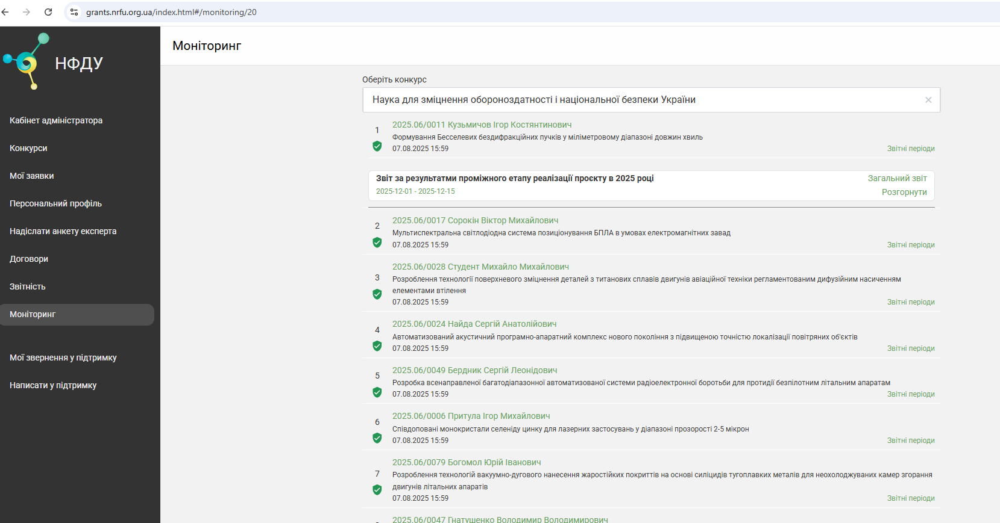 grants.nrfu.org.ua/index.html#/monitoring/20
НФДУ
Кабінет адміністратора
Конкурси
Мої заявки
Персональний профіль
Надіслати анкету експерта
Договори
Звітність
Моніторинг
Мої звернення у підтримку
Написати у підтримку
Моніторинг
Оберіть конкурс
Наука для зміцнення обороноздатності і національної безпеки України
1
2025.06/0011 Кузьмичов Ігор Костянтинович
Формування Бесселевих бездифракційних пучків у міліметровому діапазоні довжин хвиль
07.08.2025 15:59
Звітні періоди
Звіт за результатми проміжного етапу реалізації проєкту в 2025 році
Загальний звіт
2025-12-01 - 2025-12-15
Розгорнути
2
2025.06/0017 Сорокін Віктор Михайлович
Мультиспектральна світлодіодна система позиціонування БПЛА в умовах електромагнітних завад
07.08.2025 15:59
Звітні періоди
3
2025.06/0028 Студент Михайло Михайлович
Розроблення технології поверхневого зміцнення деталей з титанових сплавів двигунів авіаційної техніки регламентованим дифузійним насиченням
елементами втілення
07.08.2025 15:59
Звітні періоди
4
2025.06/0024 Найда Сергій Анатолійович
Автоматизований акустичний програмно-апаратний комплекс нового покоління з підвищеною точністю локалізації повітряних об'єктів
07.08.2025 15:59
Звітні періоди
5
2025.06/0049 Бердник Сергій Леонідович
Розробка всенаправленої багатодіапазонної автоматизованої системи радіоелектронної боротьби для протидії безпілотним літальним апаратам
07.08.2025 15:59
Звітні періоди
6
2025.06/0006 Притула Ігор Михайлович
Співдоповані монокристали селеніду цинку для лазерних застосувань у діапазоні прозорості 2-5 мікрон
07.08.2025 15:59
Звітні періоди
7
2025.06/0079 Богомол Юрій Іванович
Розроблення технологій вакуумно-дугового нанесення жаростійких покриттів на основі силіцидів тугоплавких металів для неохолоджуваних камер згорання
двигунів літальних апаратів
07.08.2025 15:59
Звітні періоди
2025.06/0047 Гнатушенко Володимир Володимирович